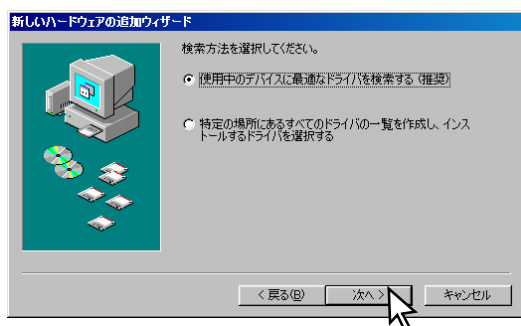 新しいハードウェアの追加ウィザード
検索方法を選択してください。
使用中のデバイスに最適なドライバを検索する (推奨)
特定の場所にあるすべてのドライバの一覧を作成し、インス
トールするドライバを選択する
< 戻る(B)
次へ >
キャンセル